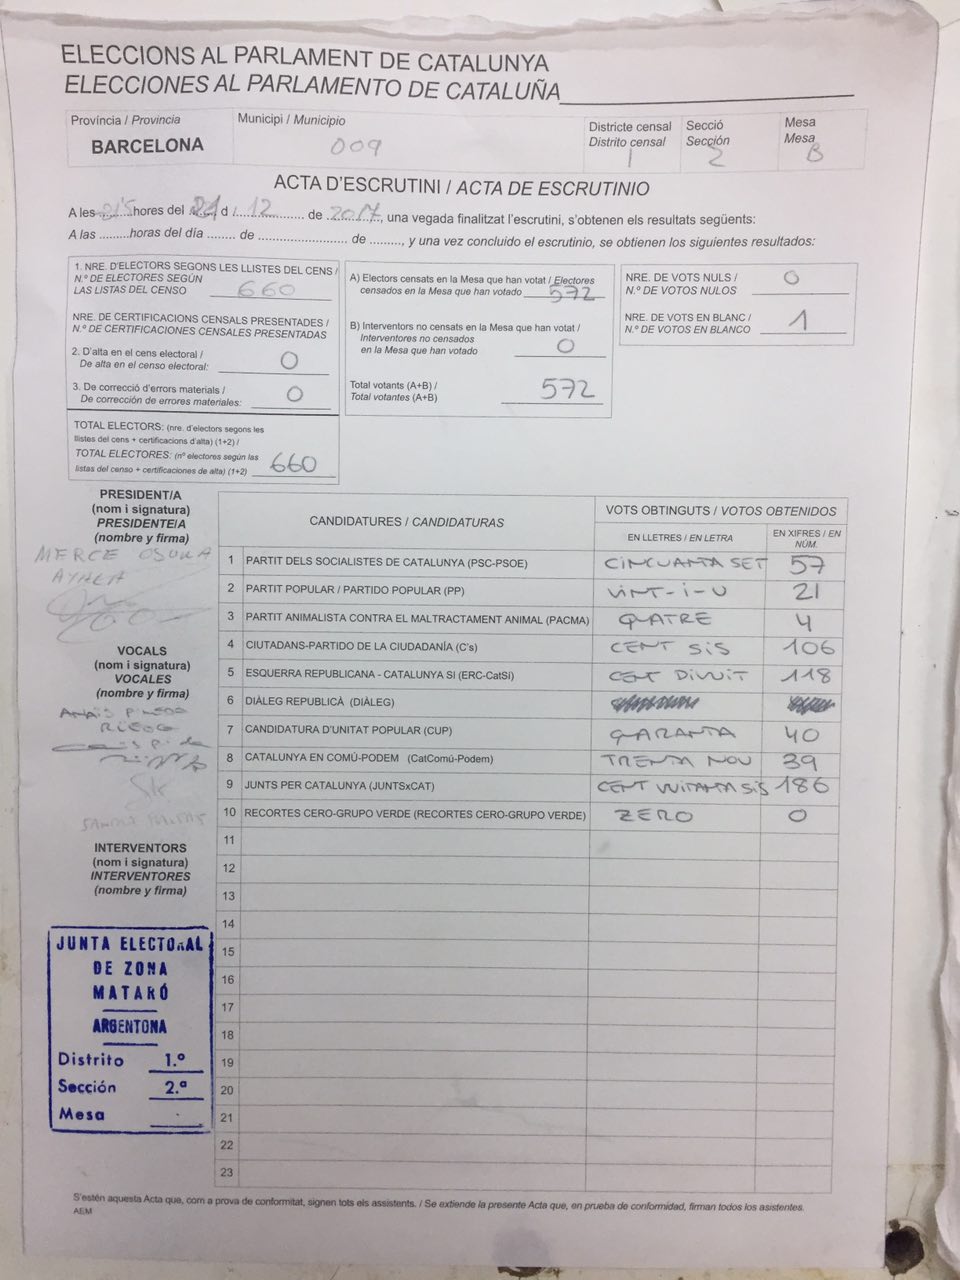 ELECCIONS AL PARLAMENT DE CATALUNYA
ELECCIONES AL PARLAMENTO DE CATALUÑA
Província / Provincia
BARCELONA
Municipi / Municipio
009
Districte censal
Distrito censal
1
Secció
Sección
2
Mesa
Mesa
B
ACTA D'ESCRUTINI / ACTA DE ESCRUTINIO
A les ........ hores del 21 d / 12 ........ de 2017, una vegada finalitzat l'escrutini, s'obtenen els resultats següents:
A las ......... horas del día ........ de ........................ de ........., y una vez concluido el escrutinio, se obtienen los siguientes resultados:
1. NRE. D'ELECTORS SEGONS LES LLISTES DEL CENS /
N.º DE ELECTORES SEGÚN
LAS LISTAS DEL CENSO 660
NRE. DE CERTIFICACIONS CENSALS PRESENTADES /
N.º DE CERTIFICACIONES CENSALES PRESENTADAS
2. D'alta en el cens electoral /
De alta en el censo electoral: 0
3. De correcció d'errors materials /
De corrección de errores materiales: 0
TOTAL ELECTORS: (nre. d'electors segons les
llistes del cens + certificacions d'alta) (1+2) /
TOTAL ELECTORES: (nº electores según las
listas del censo + certificaciones de alta) (1+2) 660
A) Electors censats en la Mesa que han votat / Electores
censados en la Mesa que han votado 572
B) Interventors no censats en la Mesa que han votat /
Interventores no censados
en la Mesa que han votado 0
Total votants (A+B) /
Total votantes (A+B) 572
NRE. DE VOTS NULS /
N.º DE VOTOS NULOS 0
NRE. DE VOTS EN BLANC /
N.º DE VOTOS EN BLANCO 1
PRESIDENT/A
(nom i signatura)
PRESIDENTE/A
(nombre y firma)
MERCE OSUNA
AYALA
VOCALS
(nom i signatura)
VOCALES
(nombre y firma)
INTERVENTORS
(nom i signatura)
INTERVENTORES
(nombre y firma)
JUNTA ELECTORAL
DE ZONA
MATARÓ
ARGENTONA
Distrito 1.º
Sección 2.ª
Mesa
CANDIDATURES / CANDIDATURAS
VOTS OBTINGUTS / VOTOS OBTENIDOS
EN LLETRES / EN LETRA
EN XIFRES / EN
NÚM.
1 PARTIT DELS SOCIALISTES DE CATALUNYA (PSC-PSOE) CINCUANTA SET 57
2 PARTIT POPULAR / PARTIDO POPULAR (PP) VINT-I-U 21
3 PARTIT ANIMALISTA CONTRA EL MALTRACTAMENT ANIMAL (PACMA) QUATRE 4
4 CIUTADANS-PARTIDO DE LA CIUDADANÍA (C's) CENT SIS 106
5 ESQUERRA REPUBLICANA - CATALUNYA SI (ERC-CatSí) CENT DIVUIT 118
6 DIÀLEG REPUBLICÀ (DIÀLEG)
7 CANDIDATURA D'UNITAT POPULAR (CUP) QARANTA 40
8 CATALUNYA EN COMÚ-PODEM (CatComú-Podem) TRENTA NOU 39
9 JUNTS PER CATALUNYA (JUNTSxCAT) CENT VUITANTA SIS 186
10 RECORTES CERO-GRUPO VERDE (RECORTES CERO-GRUPO VERDE) ZERO 0
11
12
13
14
15
16
17
18
19
20
21
22
23
S'estén aquesta Acta que, com a prova de conformitat, signen tots els assistents. / Se extiende la presente Acta que, en prueba de conformidad, firman todos los asistentes.
AEM